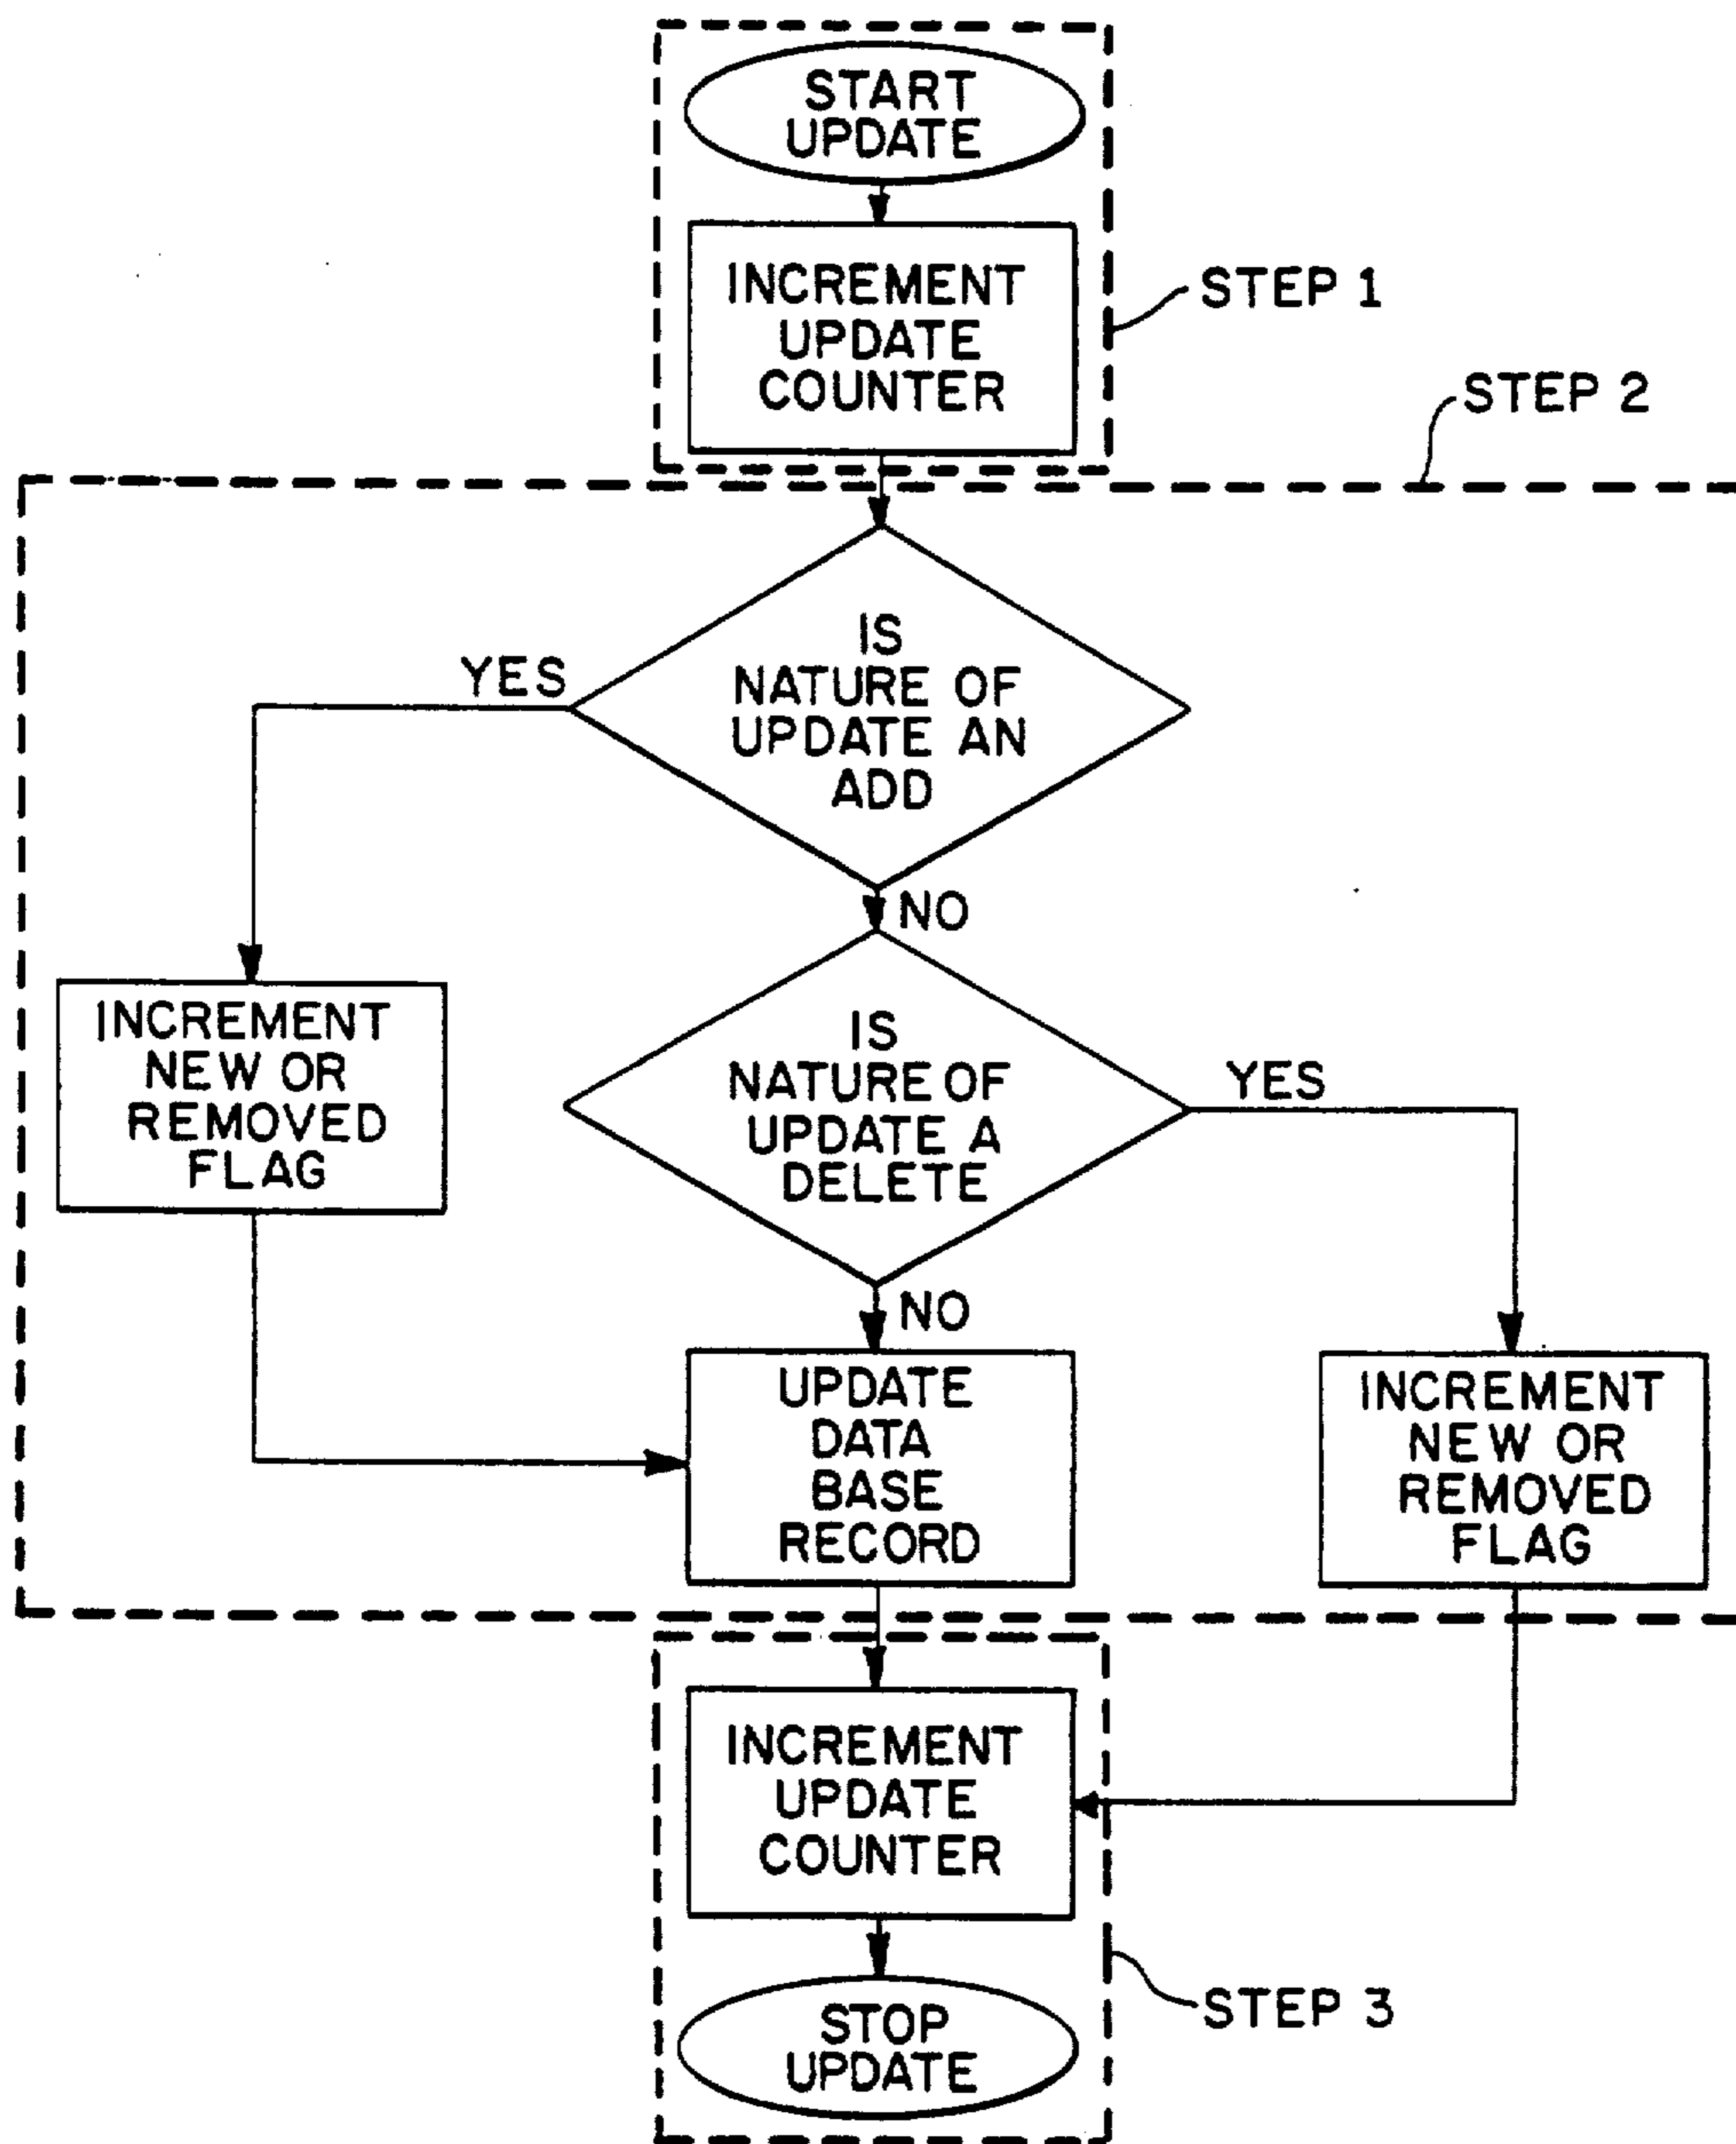 START
UPDATE
INCREMENT
UPDATE
COUNTER
STEP 1
STEP 2
IS
NATURE OF
UPDATE AN
ADD
YES
NO
INCREMENT
NEW OR
REMOVED
FLAG
IS
NATURE OF
UPDATE A
DELETE
YES
NO
UPDATE
DATA
BASE
RECORD
INCREMENT
NEW OR
REMOVED
FLAG
INCREMENT
UPDATE
COUNTER
STEP 3
STOP
UPDATE